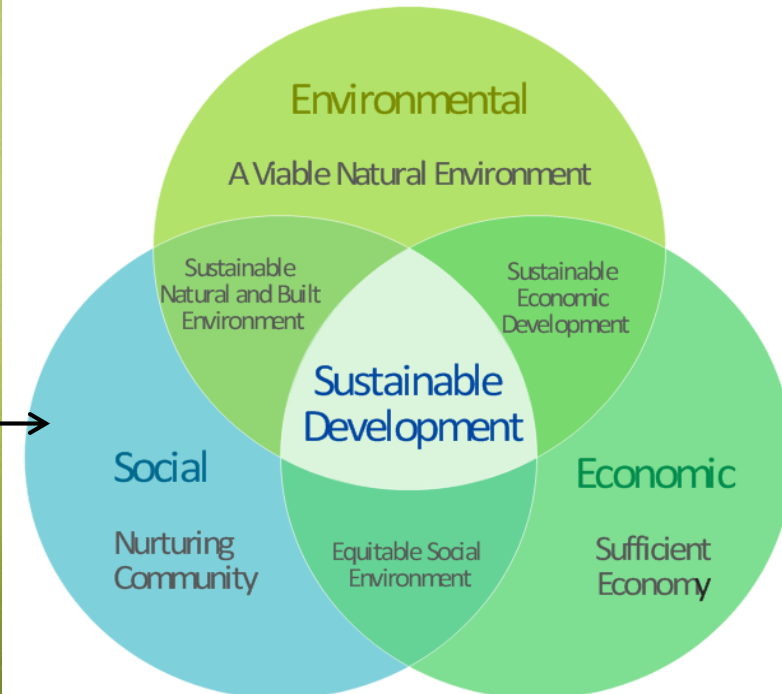 Environmental
A Viable Natural Environment
Sustainable
Natural and Built
Environment
Sustainable
Economic
Development
Sustainable
Development
Social
Nurturing
Community
Equitable Social
Environment
Economic
Sufficient
Economy